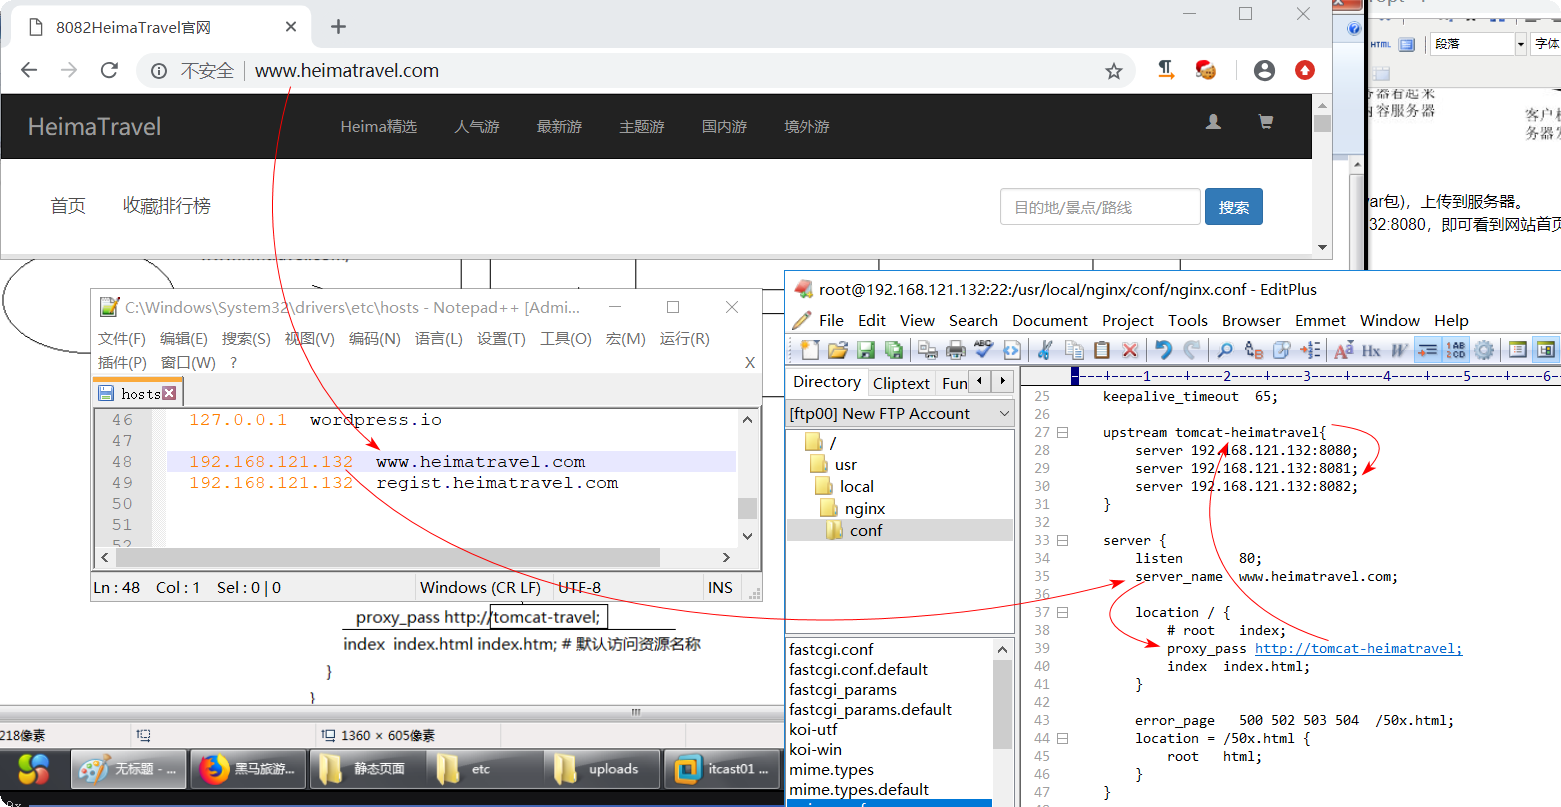 8082HeimaTravel官网
不安全
www.heimatravel.com
HeimaTravel
Heima精选
人气游
最新游
主题游
国内游
境外游
首页
收藏排行榜
目的地/景点/路线
搜索
HTML
段落
字体
务器看起来
内容服务器
客户机
务器发
var包)，上传到服务器。
32:8080，即可看到网站首页
C:\Windows\System32\drivers\etc\hosts - Notepad++ [Admi...
文件(F) 编辑(E) 搜索(S) 视图(V) 编码(N) 语言(L) 设置(T) 工具(O) 宏(M) 运行(R)
插件(P) 窗口(W) ? X
hosts
46 127.0.0.1 wordpress.io
47
48 192.168.121.132 www.heimatravel.com
49 192.168.121.132 regist.heimatravel.com
50
51
52
Ln : 48 Col : 1 Sel : 0 | 0 Windows (CR LF) UTF-8 INS
proxy_pass http://tomcat-travel;
index index.html index.htm; # 默认访问资源名称
}
}
218像素
1360 × 605像素
无标题 - ...
黑马旅游...
静态页面
etc
uploads
itcast01 ...
root@192.168.121.132:22:/usr/local/nginx/conf/nginx.conf - EditPlus
File Edit View Search Document Project Tools Browser Emmet Window Help
Directory Cliptext Fun
[ftp00] New FTP Account
/
usr
local
nginx
conf
fastcgi.conf
fastcgi.conf.default
fastcgi_params
fastcgi_params.default
koi-utf
koi-win
mime.types
mime.types.default
----+----1----+----2----+----3----+----4----+----5----+----6--
25 keepalive_timeout 65;
26
27 upstream tomcat-heimatravel{
28 server 192.168.121.132:8080;
29 server 192.168.121.132:8081;
30 server 192.168.121.132:8082;
31 }
32
33 server {
34 listen 80;
35 server_name www.heimatravel.com;
36
37 location / {
38 # root index;
39 proxy_pass http://tomcat-heimatravel;
40 index index.html;
41 }
42
43 error_page 500 502 503 504 /50x.html;
44 location = /50x.html {
45 root html;
46 }
47 }